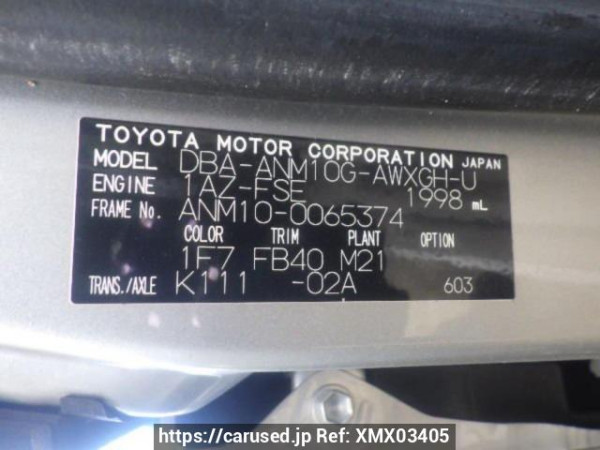 TOYOTA MOTOR CORPORATION JAPAN
MODEL DBA-ANM10G-AWXGH-U
ENGINE 1AZ-FSE 1998 mL
FRAME No. ANM10-0065374
COLOR TRIM PLANT OPTION
1F7 FB40 M21
TRANS./AXLE K111 -02A 603
https://carused.jp Ref: XMX03405